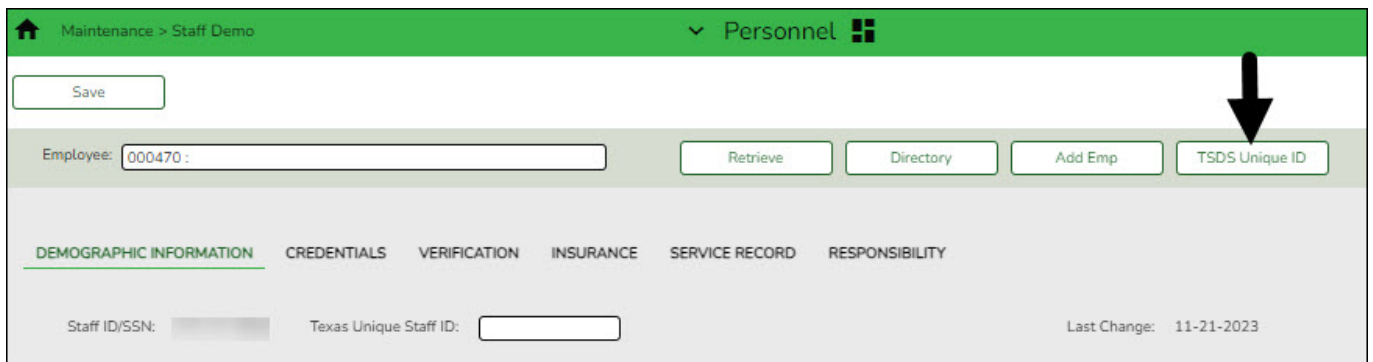 Maintenance > Staff Demo
Personnel
Save
Employee: 000470 :
Retrieve Directory Add Emp TSDS Unique ID
DEMOGRAPHIC INFORMATION CREDENTIALS VERIFICATION INSURANCE SERVICE RECORD RESPONSIBILITY
Staff ID/SSN: Texas Unique Staff ID: Last Change: 11-21-2023